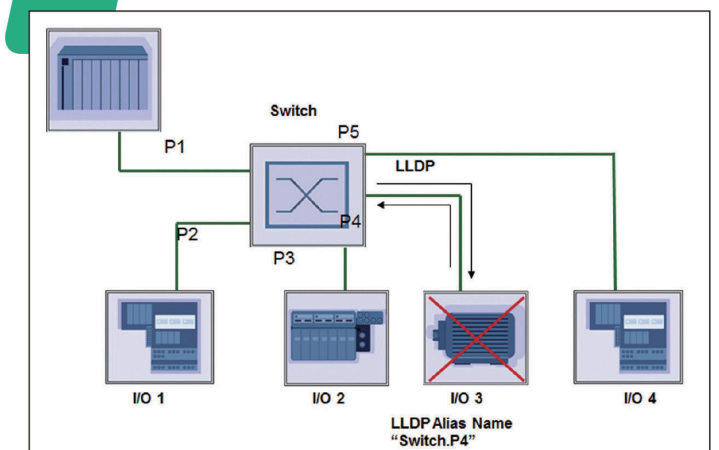 Switch
P5
P1
LLDP
P4
P2
P3
I/O 1
I/O 2
I/O 3
I/O 4
LLDP Alias Name
“Switch.P4”